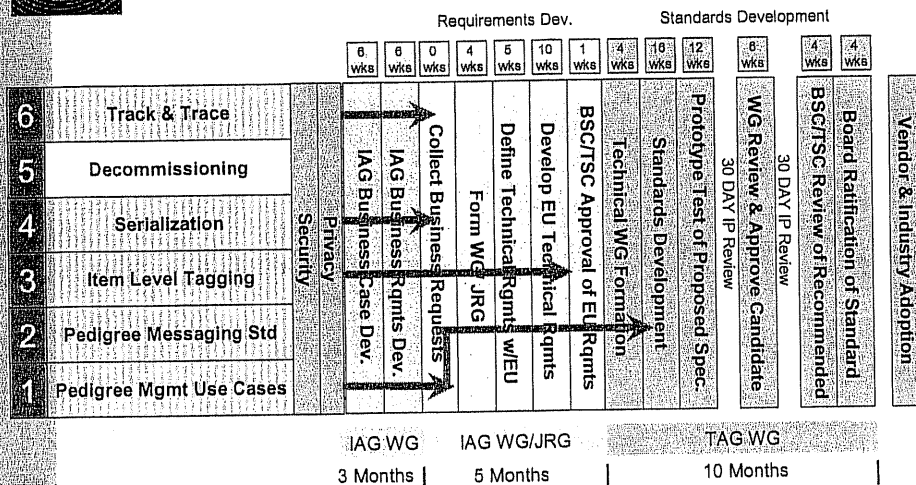 Requirements Dev.
Standards Development
6 wks
6 wks
0 wks
4 wks
5 wks
10 wks
1 wks
4 wks
16 wks
12 wks
6 wks
4 wks
4 wks
6 Track & Trace
5 Decommissioning
4 Serialization
3 Item Level Tagging
2 Pedigree Messaging Std
1 Pedigree Mgmt Use Cases
Security
Privacy
IAG Business Case Dev.
IAG Business Rqmts Dev.
Collect Business Requests
Form WG / JRG
Define Technical Rqmts w/EU
Develop EU Technical Rqmts
BSC/TSC Approval of EU Rqmts
Technical WG Formation
Standards Development
Prototype Test of Proposed Spec.
30 DAY IP Review
WG Review & Approve Candidate
30 DAY IP Review
BSC/TSC Review of Recommended
Board Ratification of Standard
Vendor & Industry Adoption
IAG WG
IAG WG/JRG
TAG WG
3 Months
5 Months
10 Months